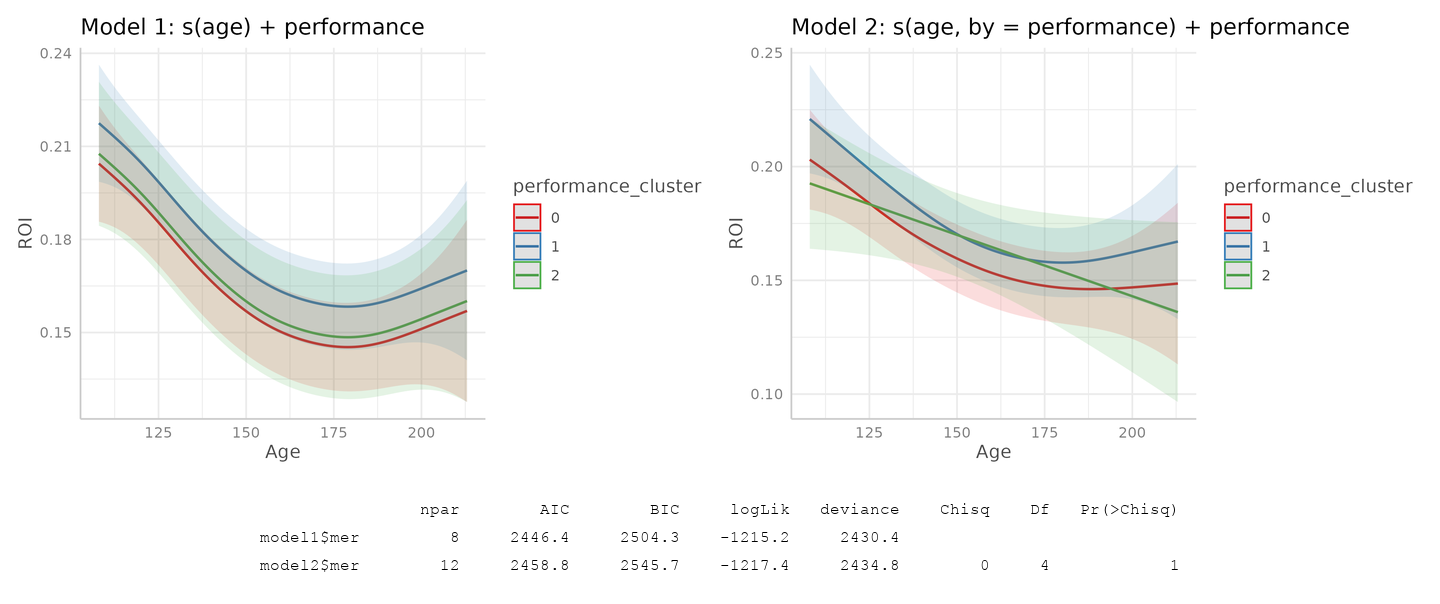 Model 1: s(age) + performance
0.24
0.21
0.18
0.15
ROI
125 150 175 200
Age
performance_cluster
0
1
2
Model 2: s(age, by = performance) + performance
0.25
0.20
0.15
0.10
ROI
125 150 175 200
Age
performance_cluster
0
1
2
npar AIC BIC logLik deviance Chisq Df Pr(>Chisq)
model1$mer 8 2446.4 2504.3 -1215.2 2430.4
model2$mer 12 2458.8 2545.7 -1217.4 2434.8 0 4 1